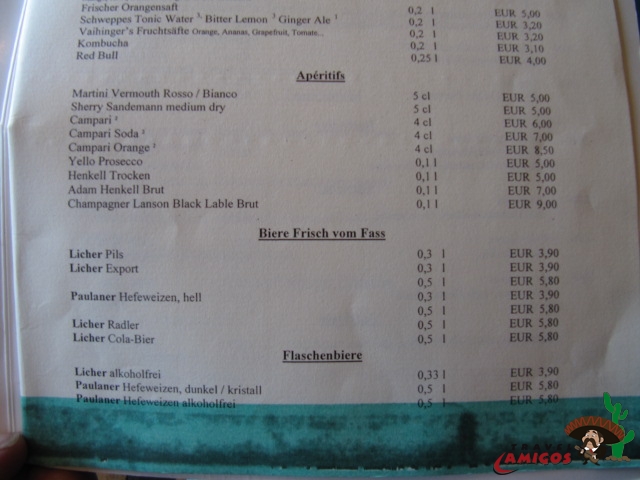 Frischer Orangensaft 0,2 l EUR 5,00
Schweppes Tonic Water ³, Bitter Lemon ³ Ginger Ale ¹ 0,2 l EUR 3,20
Vaihinger's Fruchtsäfte Orange, Ananas, Grapefruit, Tomate... 0,2 l EUR 3,20
Kombucha 0,2 l EUR 3,10
Red Bull 0,25 l EUR 4,00
Apéritifs
Martini Vermouth Rosso / Bianco 5 cl EUR 5,00
Sherry Sandemann medium dry 5 cl EUR 5,00
Campari ² 4 cl EUR 6,00
Campari Soda ² 4 cl EUR 7,00
Campari Orange ² 4 cl EUR 8,50
Yello Prosecco 0,1 l EUR 5,00
Henkell Trocken 0,1 l EUR 5,00
Adam Henkell Brut 0,1 l EUR 7,00
Champagner Lanson Black Lable Brut 0,1 l EUR 9,00
Biere Frisch vom Fass
Licher Pils 0,3 l EUR 3,90
Licher Export 0,3 l EUR 3,90
0,5 l EUR 5,80
Paulaner Hefeweizen, hell 0,3 l EUR 3,90
0,5 l EUR 5,80
Licher Radler 0,5 l EUR 5,80
Licher Cola-Bier 0,5 l EUR 5,80
Flaschenbiere
Licher alkoholfrei 0,33 l EUR 3,90
Paulaner Hefeweizen, dunkel / kristall 0,5 l EUR 5,80
Paulaner Hefeweizen alkoholfrei 0,5 l EUR 5,80
AMIGOS